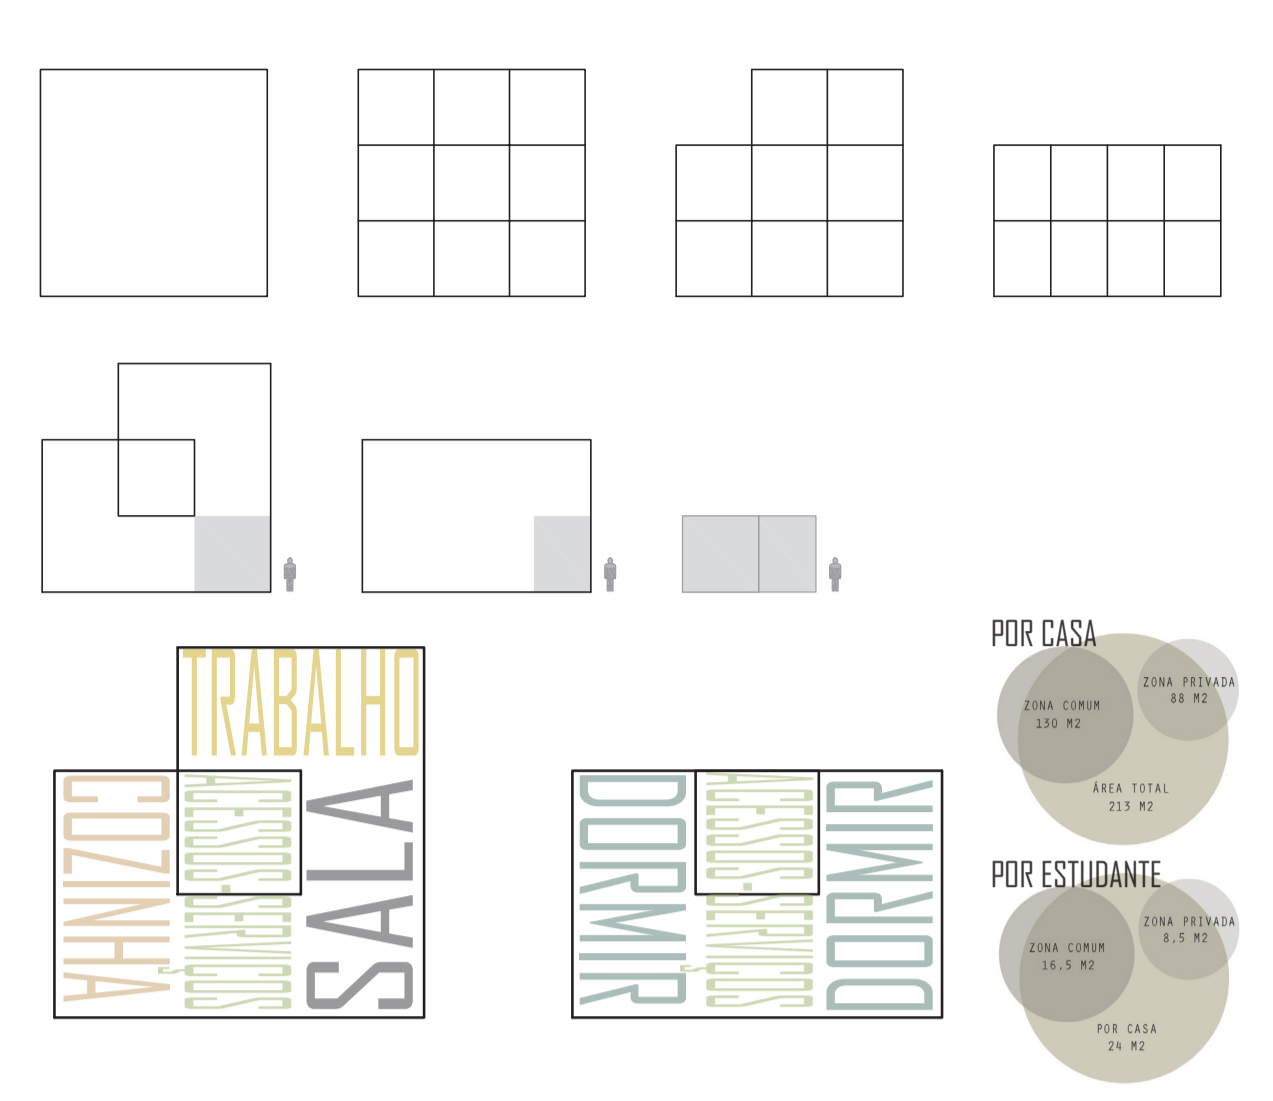 TRABALHO
COZINHA
ACESSOS.SERVIÇOS
SALA
DORMIR
ACESSOS.SERVIÇOS
DORMIR
POR CASA
ZONA PRIVADA
88 M2
ZONA COMUM
130 M2
ÁREA TOTAL
213 M2
POR ESTUDANTE
ZONA PRIVADA
8,5 M2
ZONA COMUM
16,5 M2
POR CASA
24 M2